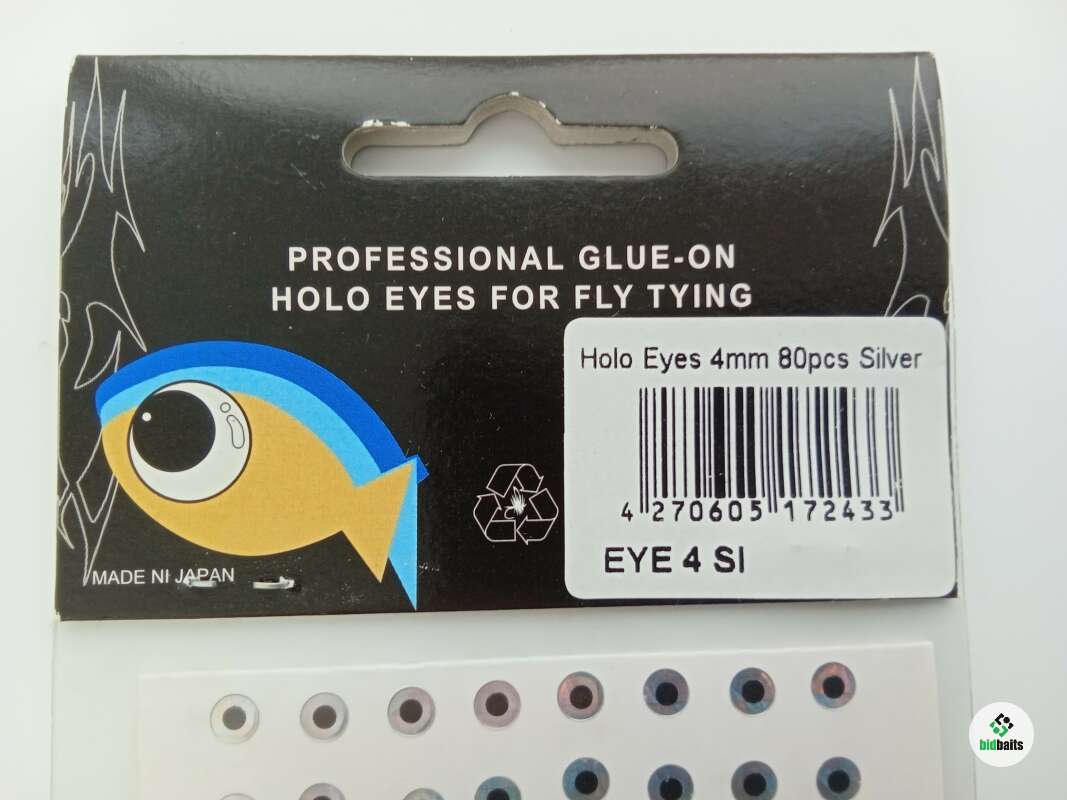 PROFESSIONAL GLUE-ON
HOLO EYES FOR FLY TYING
Holo Eyes 4mm 80pcs Silver
4 270605 172433
EYE 4 SI
MADE NI JAPAN
bidbaits